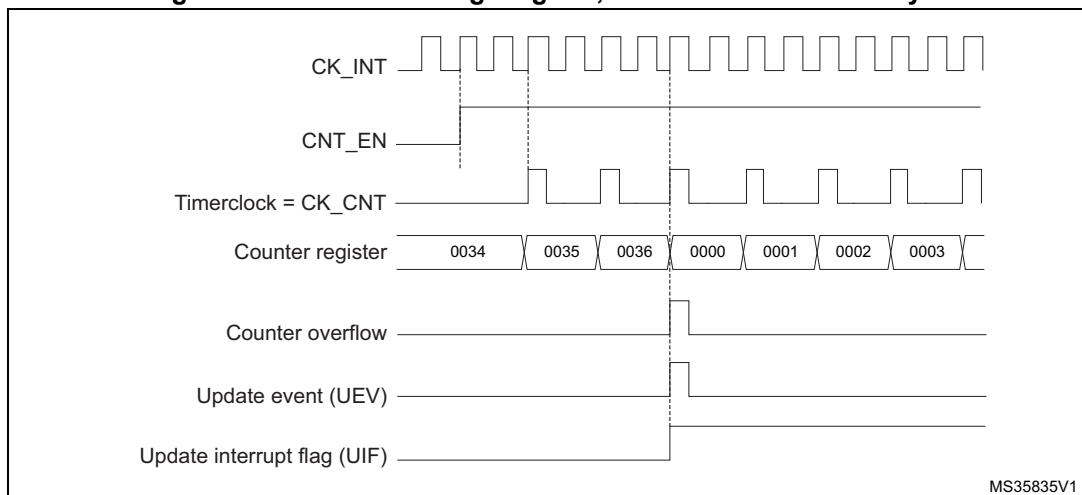 CK_INT
CNT_EN
Timerclock = CK_CNT
Counter register
0034 0035 0036 0000 0001 0002 0003
Counter overflow
Update event (UEV)
Update interrupt flag (UIF)
MS35835V1